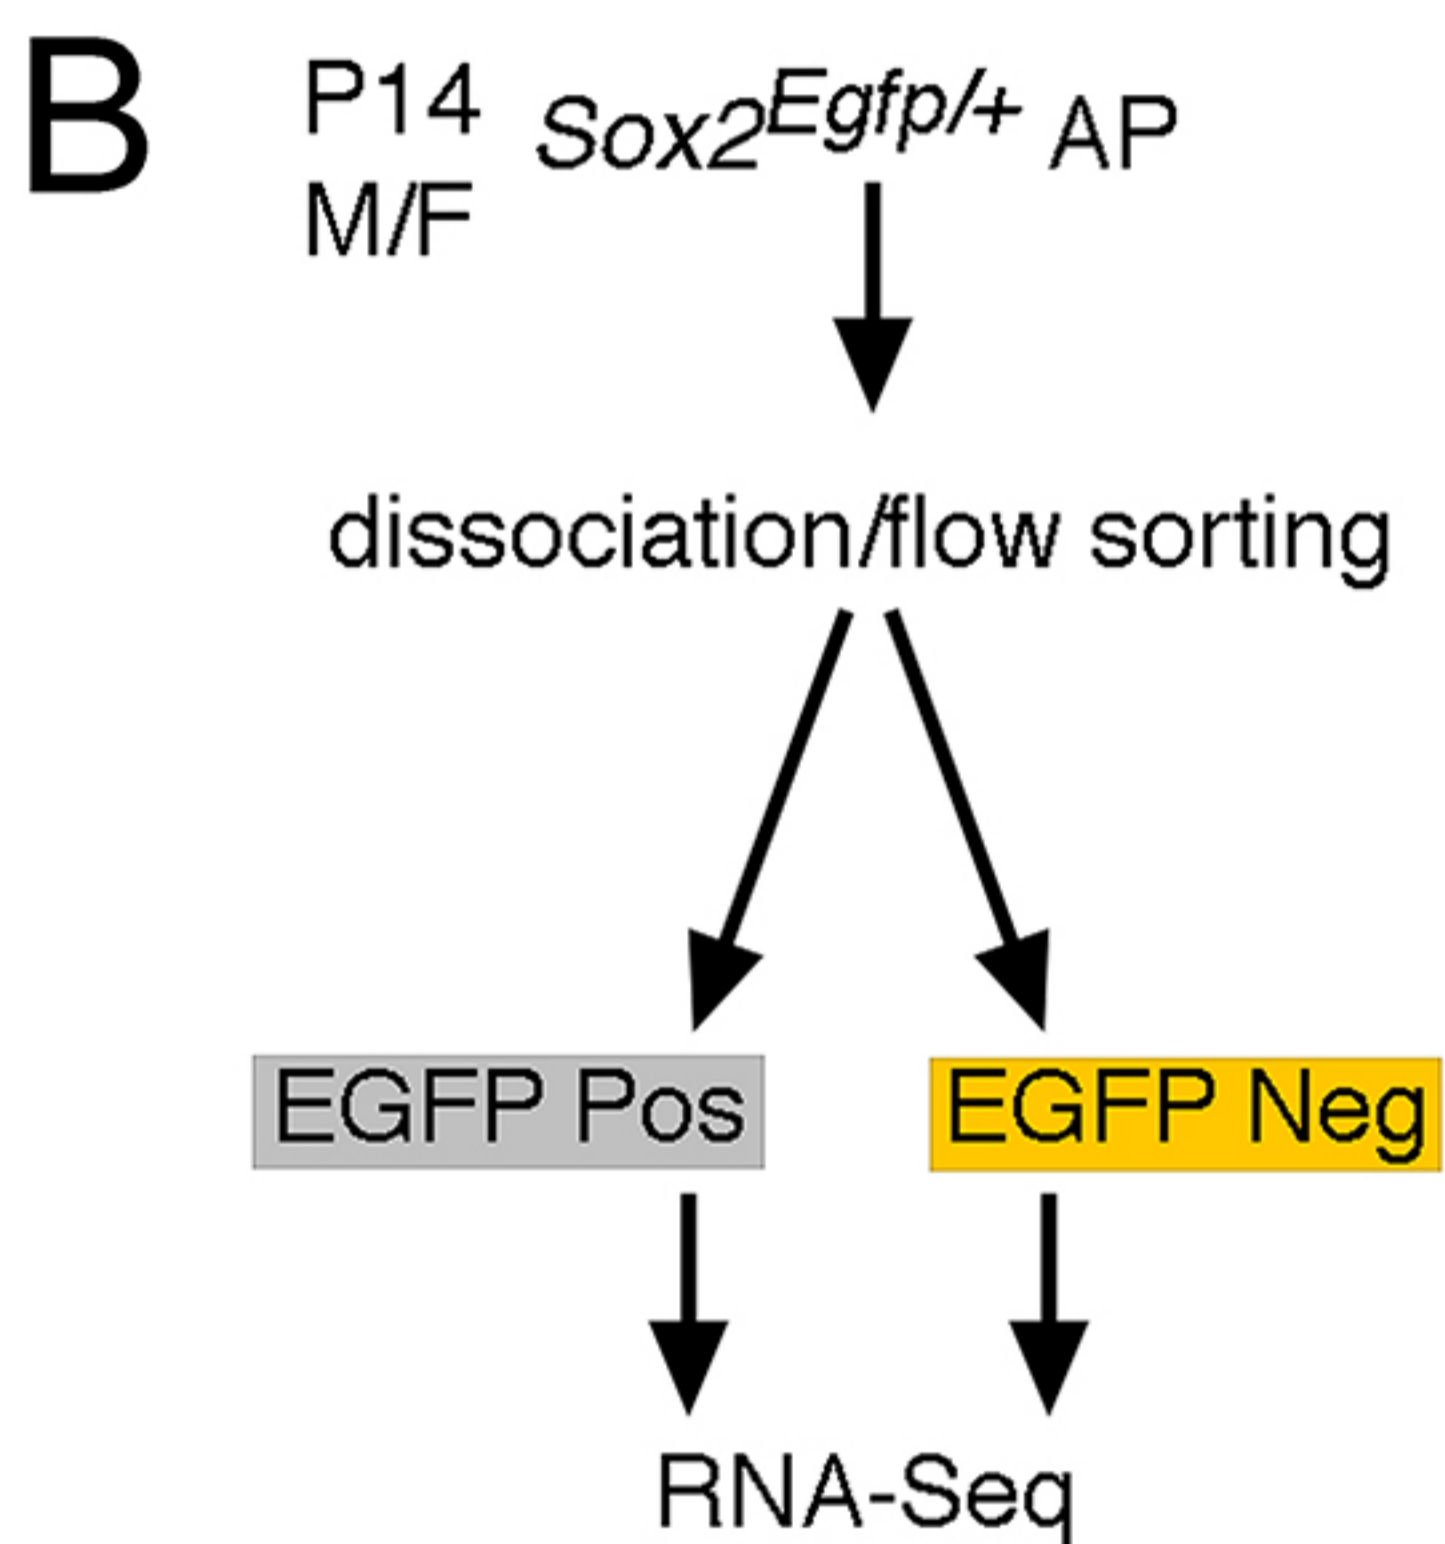 B
P14 Sox2Egfp/+ AP
M/F
dissociation/flow sorting
EGFP Pos
EGFP Neg
RNA-Seq